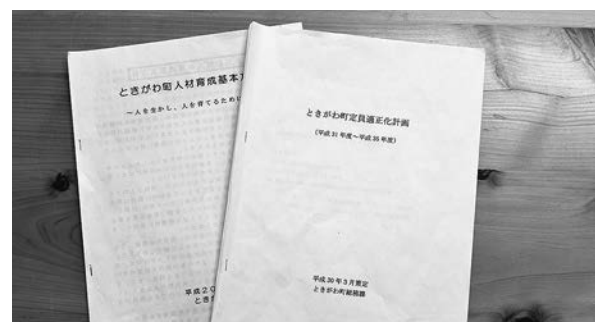 ときがわ町人材育成基本方
～人を生かし、人を育てるために
平成20
とき
ときがわ町定員適正化計画
（平成31年度～平成35年度）
平成30年3月策定
ときがわ町総務課